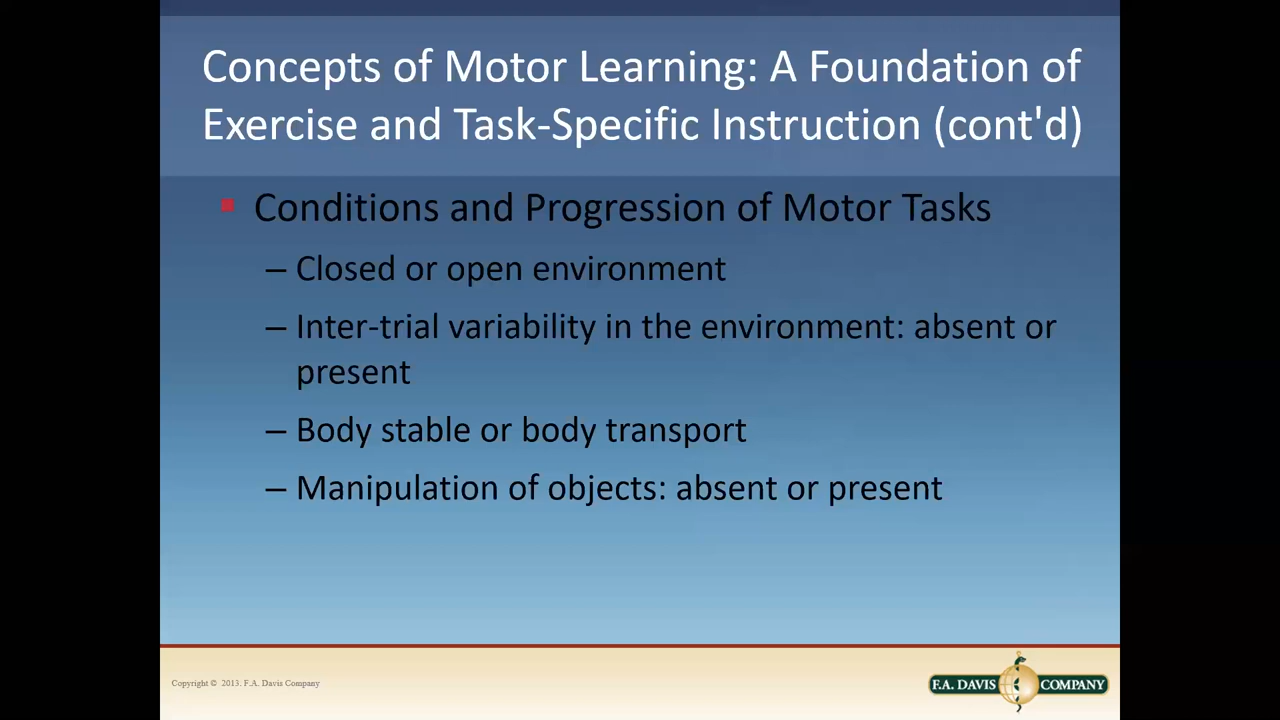 Concepts of Motor Learning: A Foundation of
Exercise and Task-Specific Instruction (cont'd)
Conditions and Progression of Motor Tasks
– Closed or open environment
– Inter-trial variability in the environment: absent or
present
– Body stable or body transport
– Manipulation of objects: absent or present
Copyright © 2013. F.A. Davis Company
F.A. DAVIS COMPANY